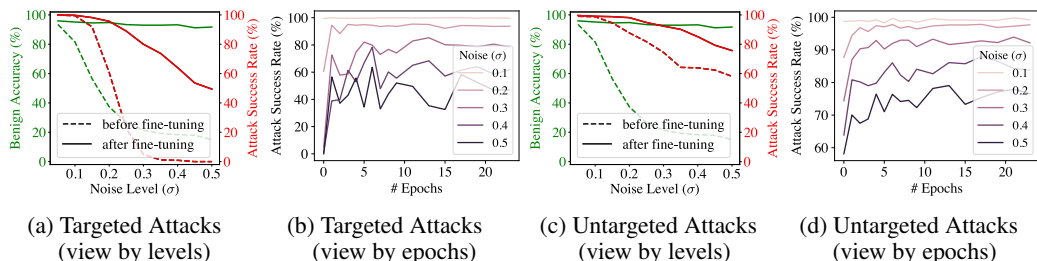 Benign Accuracy (%)
100
80
60
40
20
0
before fine-tuning
after fine-tuning
0.1 0.2 0.3 0.4 0.5
Noise Level (σ)
100
80
60
40
20
0
Attack Success Rate (%)
Attack Success Rate (%)
100
80
60
40
20
0
Noise (σ)
0.1
0.2
0.3
0.4
0.5
0 5 10 15 20
# Epochs
Benign Accuracy (%)
100
80
60
40
20
0
before fine-tuning
after fine-tuning
0.1 0.2 0.3 0.4 0.5
Noise Level (σ)
100
80
60
40
20
0
Attack Success Rate (%)
Attack Success Rate (%)
100
90
80
70
60
Noise (σ)
0.1
0.2
0.3
0.4
0.5
0 5 10 15 20
# Epochs
(a) Targeted Attacks
(view by levels)
(b) Targeted Attacks
(view by epochs)
(c) Untargeted Attacks
(view by levels)
(d) Untargeted Attacks
(view by epochs)